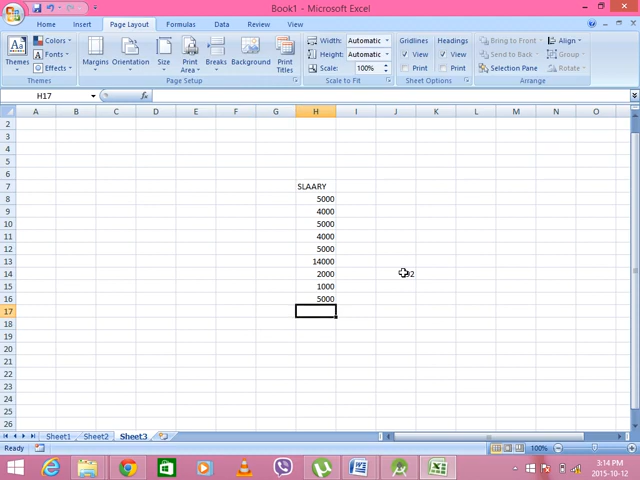 Book1 - Microsoft Excel
Home Insert Page Layout Formulas Data Review View
Themes Colors Fonts Effects Margins Orientation Size Print Area Breaks Background Print Titles Width: Automatic Height: Automatic Scale: 100% Gridlines View Print Headings View Print Bring to Front Send to Back Selection Pane Align Group Rotate
Themes Page Setup Scale to Fit Sheet Options Arrange
H17 fx
A B C D E F G H I J K L M N O
2
3
4
5
6
7 SLAARY
8 5000
9 4000
10 5000
11 4000
12 5000
13 14000
14 2000
15 1000
16 5000
17
18
19
20
21
22
23
24
25
26
Sheet1 Sheet2 Sheet3
Ready 100%
3:14 PM
2015-10-12